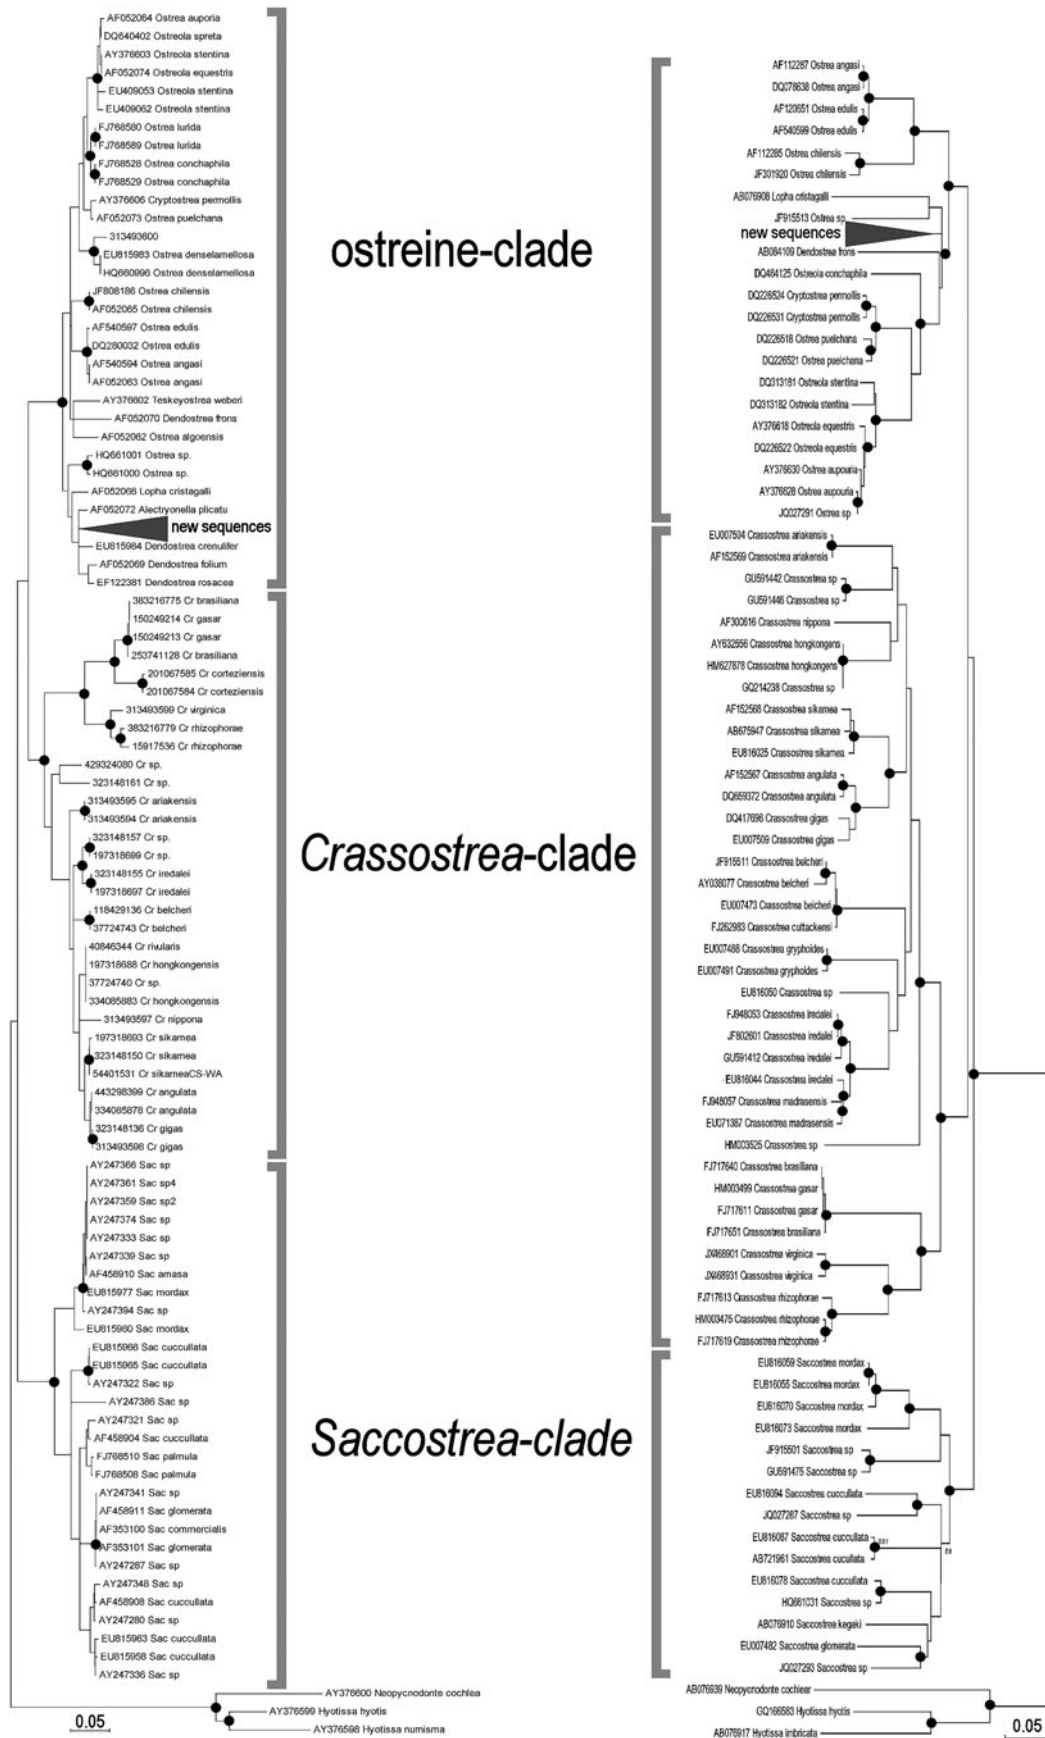 AF052064 Ostrea auporia
DQ640402 Ostreola spreta
AY376603 Ostreola stentina
AF052074 Ostreola equestris
EU409053 Ostreola stentina
EU409062 Ostreola stentina
FJ768580 Ostrea lurida
FJ768589 Ostrea lurida
FJ768528 Ostrea conchaphila
FJ768529 Ostrea conchaphila
AY376606 Cryptostrea permollis
AF052073 Ostrea puelchana
313493600
EU815983 Ostrea denselamellosa
HQ660996 Ostrea denselamellosa
JF808186 Ostrea chilensis
AF052065 Ostrea chilensis
AF540597 Ostrea edulis
DQ280032 Ostrea edulis
AF540594 Ostrea angasi
AF052063 Ostrea angasi
AY376602 Teskeyostrea weberi
AF052070 Dendostrea frons
AF052062 Ostrea algoensis
HQ661001 Ostrea sp.
HQ661000 Ostrea sp.
AF052068 Lopha cristagalli
AF052072 Alectryonella plicatu
new sequences
EU815984 Dendostrea crenulifer
AF052069 Dendostrea folium
EF122381 Dendostrea rosacea
383216775 Cr brasiliana
150249214 Cr gasar
150249213 Cr gasar
253741128 Cr brasiliana
201067585 Cr corteziensis
201067584 Cr corteziensis
313493599 Cr virginica
383216779 Cr rhizophorae
15917536 Cr rhizophorae
429324080 Cr sp.
323148161 Cr sp.
313493595 Cr ariakensis
313493594 Cr ariakensis
323148157 Cr sp.
197318699 Cr sp.
323148155 Cr iredalei
197318697 Cr iredalei
118429136 Cr belcheri
37724743 Cr belcheri
40846344 Cr rivularis
197318688 Cr hongkongensis
37724740 Cr sp.
334085883 Cr hongkongensis
313493597 Cr nippona
197318693 Cr sikamea
323148150 Cr sikamea
54401531 Cr sikameaCS-WA
443298399 Cr angulata
334085878 Cr angulata
323148136 Cr gigas
313493598 Cr gigas
AY247366 Sac sp
AY247361 Sac sp4
AY247359 Sac sp2
AY247374 Sac sp
AY247333 Sac sp
AY247339 Sac sp
AF458910 Sac amasa
EU815977 Sac mordax
AY247394 Sac sp
EU815980 Sac mordax
EU815966 Sac cuccullata
EU815965 Sac cuccullata
AY247322 Sac sp
AY247386 Sac sp
AY247321 Sac sp
AF458904 Sac cuccullata
FJ768510 Sac palmula
FJ768508 Sac palmula
AY247341 Sac sp
AF458911 Sac glomerata
AF353100 Sac commercialis
AF353101 Sac glomerata
AY247287 Sac sp
AY247348 Sac sp
AF458908 Sac cuccullata
AY247280 Sac sp
EU815963 Sac cuccullata
EU815958 Sac cuccullata
AY247336 Sac sp
AY376600 Neopycnodonte cochlea
AY376599 Hyotissa hyotis
AY376598 Hyotissa numisma
0.05
ostreine-clade
Crassostrea-clade
Saccostrea-clade
AF112287 Ostrea angasi
DQ078638 Ostrea angasi
AF120651 Ostrea edulis
AF540599 Ostrea edulis
AF112285 Ostrea chilensis
JF301920 Ostrea chilensis
AB076908 Lopha cristagalli
JF915513 Ostrea sp
new sequences
AB084109 Dendostrea frons
DQ464125 Ostreola conchaphila
DQ226524 Cryptostrea permollis
DQ226531 Cryptostrea permollis
DQ226518 Ostrea puelchana
DQ226521 Ostrea puelchana
DQ313181 Ostreola stentina
DQ313182 Ostreola stentina
AY376618 Ostreola equestris
DQ226522 Ostreola equestris
AY376630 Ostrea aupouria
AY376628 Ostrea aupouria
JQ027291 Ostrea sp
EU007504 Crassostrea ariakensis
AF152569 Crassostrea ariakensis
GU591442 Crassostrea sp
GU591446 Crassostrea sp
AF300616 Crassostrea nippona
AY632556 Crassostrea hongkongens
HM627878 Crassostrea hongkongens
GQ214238 Crassostrea sp
AF152568 Crassostrea sikamea
AB675947 Crassostrea sikamea
EU816025 Crassostrea sikamea
AF152567 Crassostrea angulata
DQ659372 Crassostrea angulata
DQ417696 Crassostrea gigas
EU007509 Crassostrea gigas
JF915511 Crassostrea belcheri
AY038077 Crassostrea belcheri
EU007473 Crassostrea belcheri
FJ262983 Crassostrea cuttackensi
EU007488 Crassostrea gryphoides
EU007491 Crassostrea gryphoides
EU816050 Crassostrea sp
FJ948053 Crassostrea iredalei
JF802601 Crassostrea iredalei
GU591412 Crassostrea iredalei
EU816044 Crassostrea iredalei
FJ948057 Crassostrea madrasensis
EU071387 Crassostrea madrasensis
HM003525 Crassostrea sp
FJ717640 Crassostrea brasiliana
HM003499 Crassostrea gasar
FJ717611 Crassostrea gasar
FJ717651 Crassostrea brasiliana
JX468901 Crassostrea virginica
JX468931 Crassostrea virginica
FJ717613 Crassostrea rhizophorae
HM003475 Crassostrea rhizophorae
FJ717619 Crassostrea rhizophorae
EU816059 Saccostrea mordax
EU816055 Saccostrea mordax
EU816070 Saccostrea mordax
EU816073 Saccostrea mordax
JF915501 Saccostrea sp
GU591475 Saccostrea sp
EU816094 Saccostrea cuccullata
JQ027287 Saccostrea sp
EU816087 Saccostrea cuccullata
AB721961 Saccostrea cucullata
EU816078 Saccostrea cuccullata
HQ661031 Saccostrea sp
AB076910 Saccostrea kegaki
EU007482 Saccostrea glomerata
JQ027293 Saccostrea sp
AB076939 Neopycnodonte cochlear
GQ166583 Hyotissa hyotis
AB076917 Hyotissa imbricata
0.05